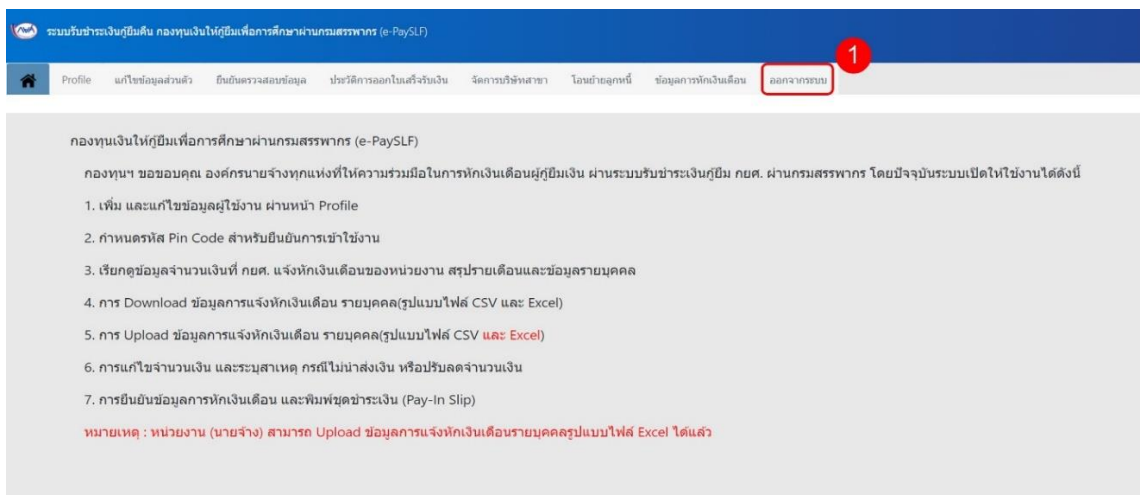 ระบบรับชำระเงินกู้ยืมคืน กองทุนเงินให้กู้ยืมเพื่อการศึกษาผ่านกรมสรรพากร (e-PaySLF)
1
Profile แก้ไขข้อมูลส่วนตัว ยืนยันตรวจสอบข้อมูล ประวัติการออกใบเสร็จรับเงิน จัดการบริษัทสาขา โอนย้ายลูกหนี้ ข้อมูลการหักเงินเดือน ออกจากระบบ
กองทุนเงินให้กู้ยืมเพื่อการศึกษาผ่านกรมสรรพากร (e-PaySLF)
กองทุนฯ ขอขอบคุณ องค์กรนายจ้างทุกแห่งที่ให้ความร่วมมือในการหักเงินเดือนผู้กู้ยืมเงิน ผ่านระบบรับชำระเงินกู้ยืม กยศ. ผ่านกรมสรรพากร โดยปัจจุบันระบบเปิดให้ใช้งานได้ดังนี้
1. เพิ่ม และแก้ไขข้อมูลผู้ใช้งาน ผ่านหน้า Profile
2. กำหนดรหัส Pin Code สำหรับยืนยันการเข้าใช้งาน
3. เรียกดูข้อมูลจำนวนเงินที่ กยศ. แจ้งหักเงินเดือนของหน่วยงาน สรุปรายเดือนและข้อมูลรายบุคคล
4. การ Download ข้อมูลการแจ้งหักเงินเดือน รายบุคคล(รูปแบบไฟล์ CSV และ Excel)
5. การ Upload ข้อมูลการแจ้งหักเงินเดือน รายบุคคล(รูปแบบไฟล์ CSV และ Excel)
6. การแก้ไขจำนวนเงิน และระบุสาเหตุ กรณีไม่นำส่งเงิน หรือปรับลดจำนวนเงิน
7. การยืนยันข้อมูลการหักเงินเดือน และพิมพ์ชุดชำระเงิน (Pay-In Slip)
หมายเหตุ : หน่วยงาน (นายจ้าง) สามารถ Upload ข้อมูลการแจ้งหักเงินเดือนรายบุคคลรูปแบบไฟล์ Excel ได้แล้ว